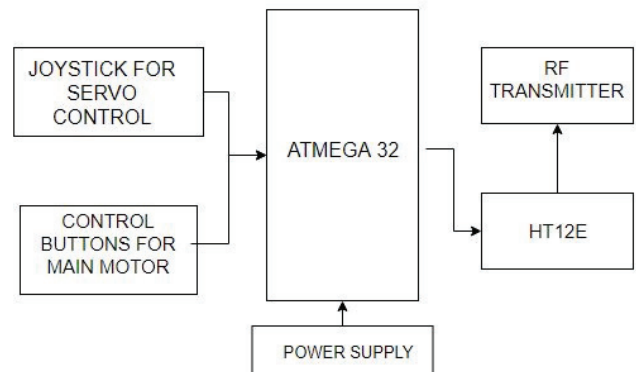 JOYSTICK FOR
SERVO
CONTROL
CONTROL
BUTTONS FOR
MAIN MOTOR
ATMEGA 32
POWER SUPPLY
RF
TRANSMITTER
HT12E